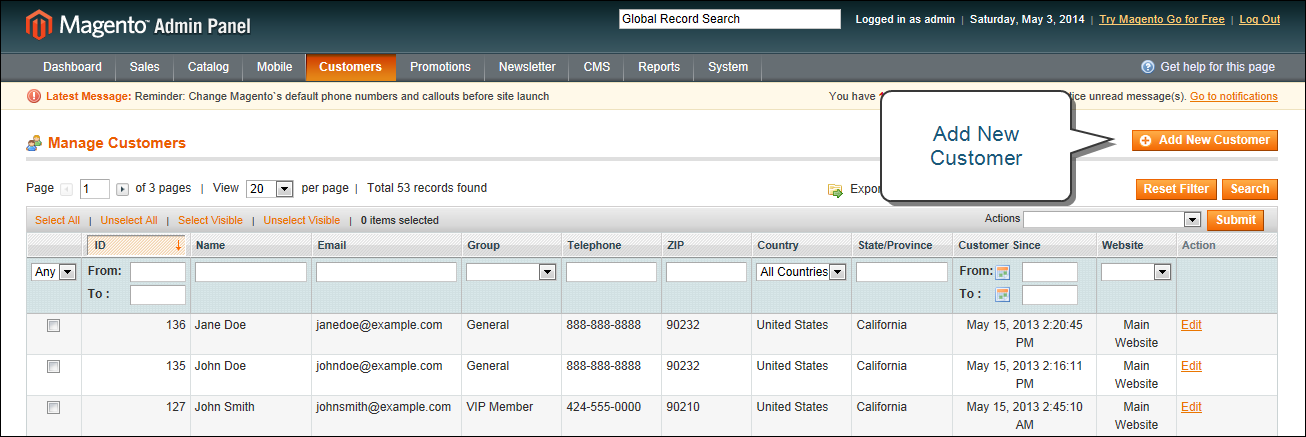 Magento™ Admin Panel
Global Record Search
Logged in as admin | Saturday, May 3, 2014 | Try Magento Go for Free | Log Out
Dashboard Sales Catalog Mobile Customers Promotions Newsletter CMS Reports System Get help for this page
Latest Message: Reminder: Change Magento`s default phone numbers and callouts before site launch You have unread message(s). Go to notifications
Add New
Customer
Manage Customers Add New Customer
Page 1 of 3 pages | View 20 per page | Total 53 records found Reset Filter Search
Select All | Unselect All | Select Visible | Unselect Visible | 0 items selected Actions Submit
ID Name Email Group Telephone ZIP Country State/Province Customer Since Website Action
Any From: All Countries From:
To : To :
136 Jane Doe janedoe@example.com General 888-888-8888 90232 United States California May 15, 2013 2:20:45 Main Edit
PM Website
135 John Doe johndoe@example.com General 888-888-8888 90232 United States California May 15, 2013 2:16:11 Main Edit
PM Website
127 John Smith johnsmith@example.com VIP Member 424-555-0000 90210 United States California May 15, 2013 2:45:10 Main Edit
AM Website